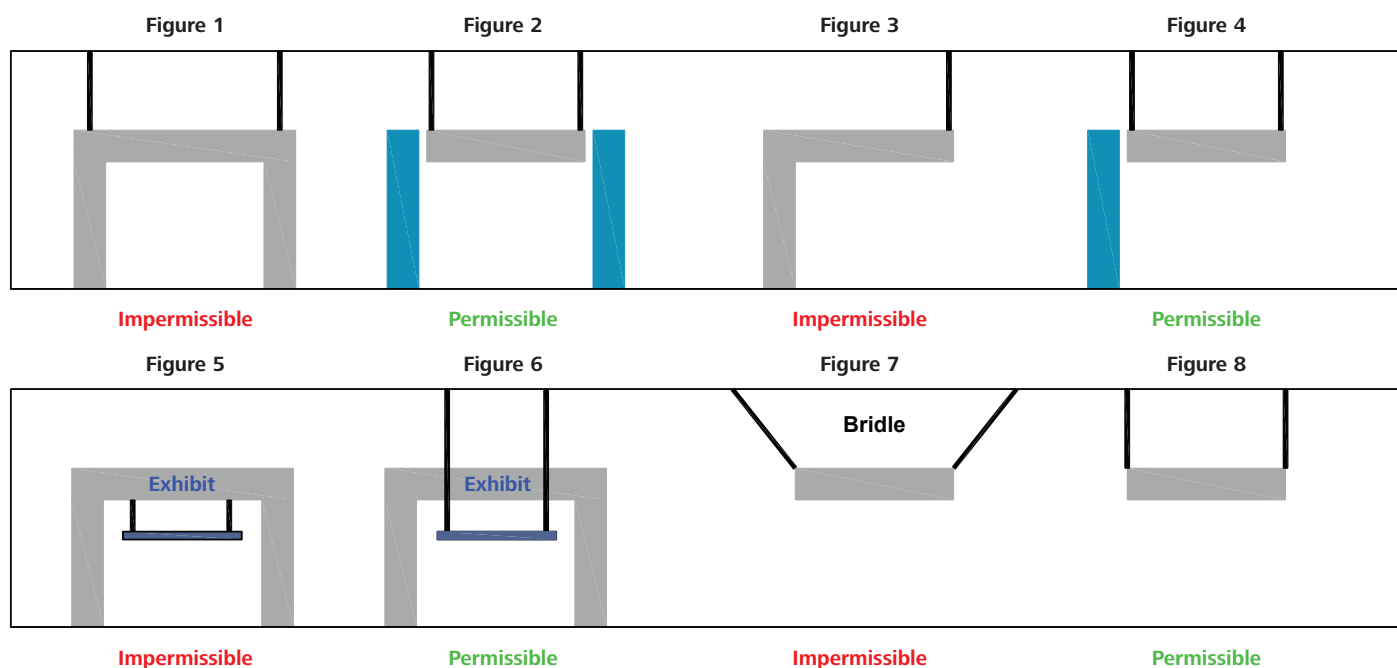 Figure 1 Figure 2 Figure 3 Figure 4
Impermissible Permissible Impermissible Permissible
Figure 5 Figure 6 Figure 7 Figure 8
Bridle
Exhibit Exhibit
Impermissible Permissible Impermissible Permissible